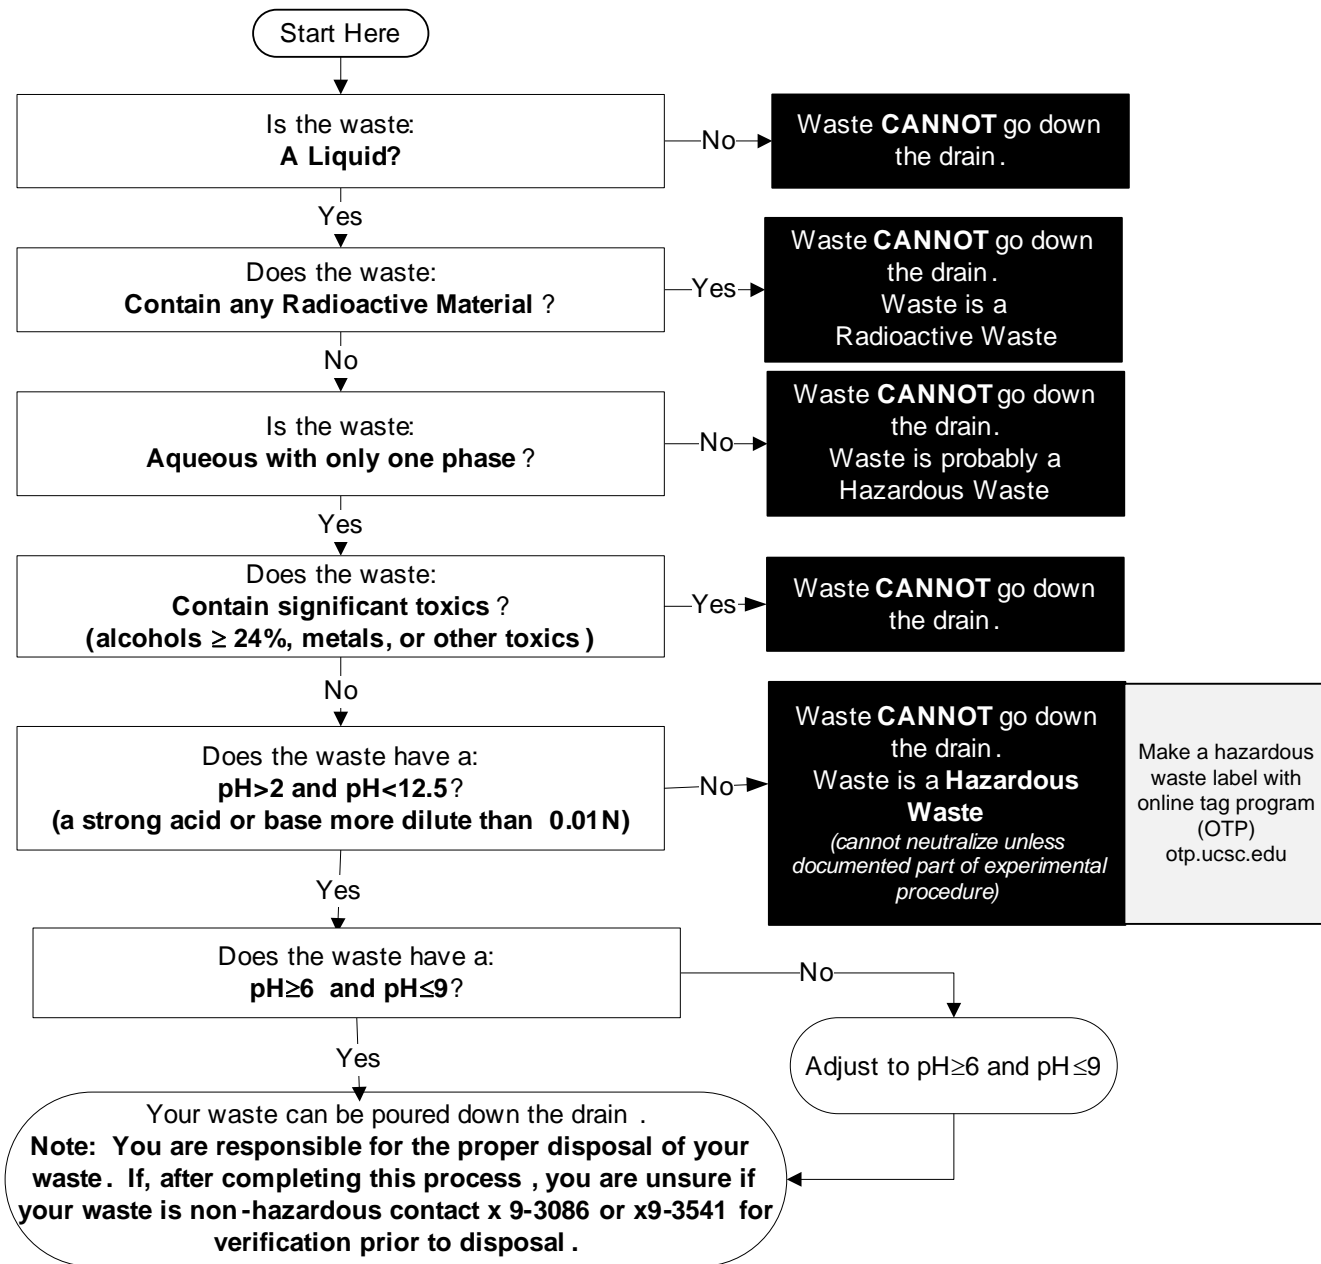 Start Here
Is the waste:
A Liquid?
No
Waste CANNOT go down
the drain.
Yes
Does the waste:
Contain any Radioactive Material ?
Yes
Waste CANNOT go down
the drain.
Waste is a
Radioactive Waste
No
Is the waste:
Aqueous with only one phase ?
No
Waste CANNOT go down
the drain.
Waste is probably a
Hazardous Waste
Yes
Does the waste:
Contain significant toxics ?
(alcohols ≥ 24%, metals, or other toxics )
Yes
Waste CANNOT go down
the drain.
No
Does the waste have a:
pH>2 and pH<12.5?
(a strong acid or base more dilute than 0.01N)
No
Waste CANNOT go down
the drain.
Waste is a Hazardous
Waste
(cannot neutralize unless
documented part of experimental
procedure)
Make a hazardous
waste label with
online tag program
(OTP)
otp.ucsc.edu
Yes
Does the waste have a:
pH≥6 and pH≤9?
No
Adjust to pH≥6 and pH≤9
Yes
Your waste can be poured down the drain .
Note: You are responsible for the proper disposal of your
waste. If, after completing this process , you are unsure if
your waste is non-hazardous contact x 9-3086 or x9-3541 for
verification prior to disposal .